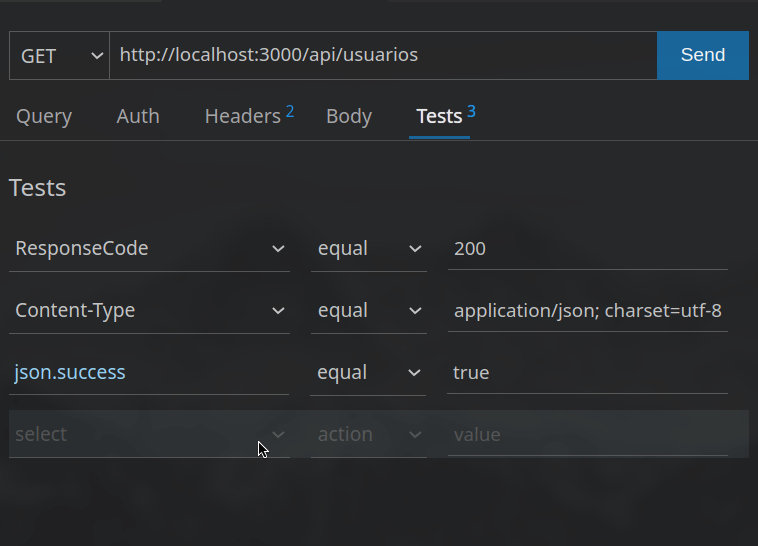 GET http://localhost:3000/api/usuarios Send
Query Auth Headers 2 Body Tests 3
Tests
ResponseCode equal 200
Content-Type equal application/json; charset=utf-8
json.success equal true
select action value